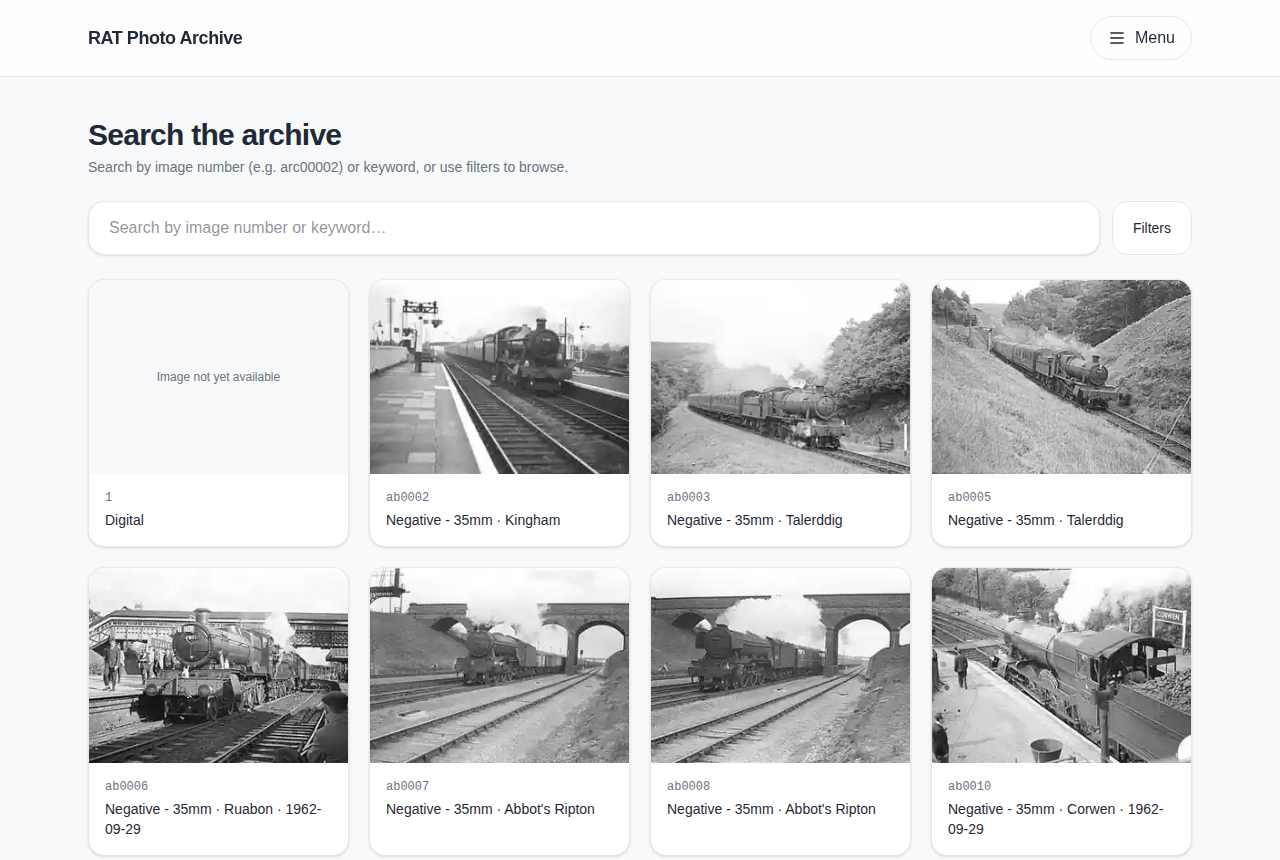 RAT Photo Archive
Menu
Search the archive
Search by image number (e.g. arc00002) or keyword, or use filters to browse.
Search by image number or keyword…
Filters
Image not yet available
1
Digital
ab0002
Negative - 35mm · Kingham
ab0003
Negative - 35mm · Talerddig
ab0005
Negative - 35mm · Talerddig
CORWEN
ab0006
Negative - 35mm · Ruabon · 1962-
09-29
ab0007
Negative - 35mm · Abbot's Ripton
ab0008
Negative - 35mm · Abbot's Ripton
ab0010
Negative - 35mm · Corwen · 1962-
09-29